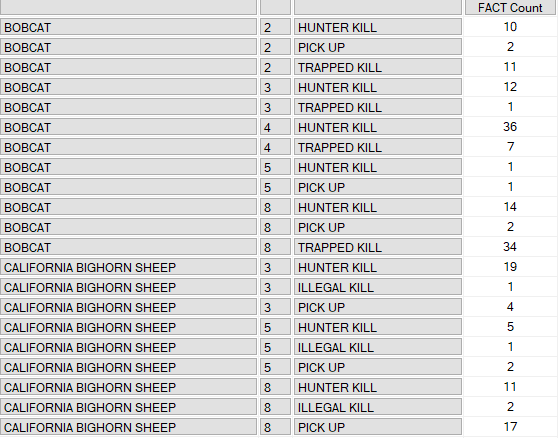 FACT Count
BOBCAT 2 HUNTER KILL 10
BOBCAT 2 PICK UP 2
BOBCAT 2 TRAPPED KILL 11
BOBCAT 3 HUNTER KILL 12
BOBCAT 3 TRAPPED KILL 1
BOBCAT 4 HUNTER KILL 36
BOBCAT 4 TRAPPED KILL 7
BOBCAT 5 HUNTER KILL 1
BOBCAT 5 PICK UP 1
BOBCAT 8 HUNTER KILL 14
BOBCAT 8 PICK UP 2
BOBCAT 8 TRAPPED KILL 34
CALIFORNIA BIGHORN SHEEP 3 HUNTER KILL 19
CALIFORNIA BIGHORN SHEEP 3 ILLEGAL KILL 1
CALIFORNIA BIGHORN SHEEP 3 PICK UP 4
CALIFORNIA BIGHORN SHEEP 5 HUNTER KILL 5
CALIFORNIA BIGHORN SHEEP 5 ILLEGAL KILL 1
CALIFORNIA BIGHORN SHEEP 5 PICK UP 2
CALIFORNIA BIGHORN SHEEP 8 HUNTER KILL 11
CALIFORNIA BIGHORN SHEEP 8 ILLEGAL KILL 2
CALIFORNIA BIGHORN SHEEP 8 PICK UP 17